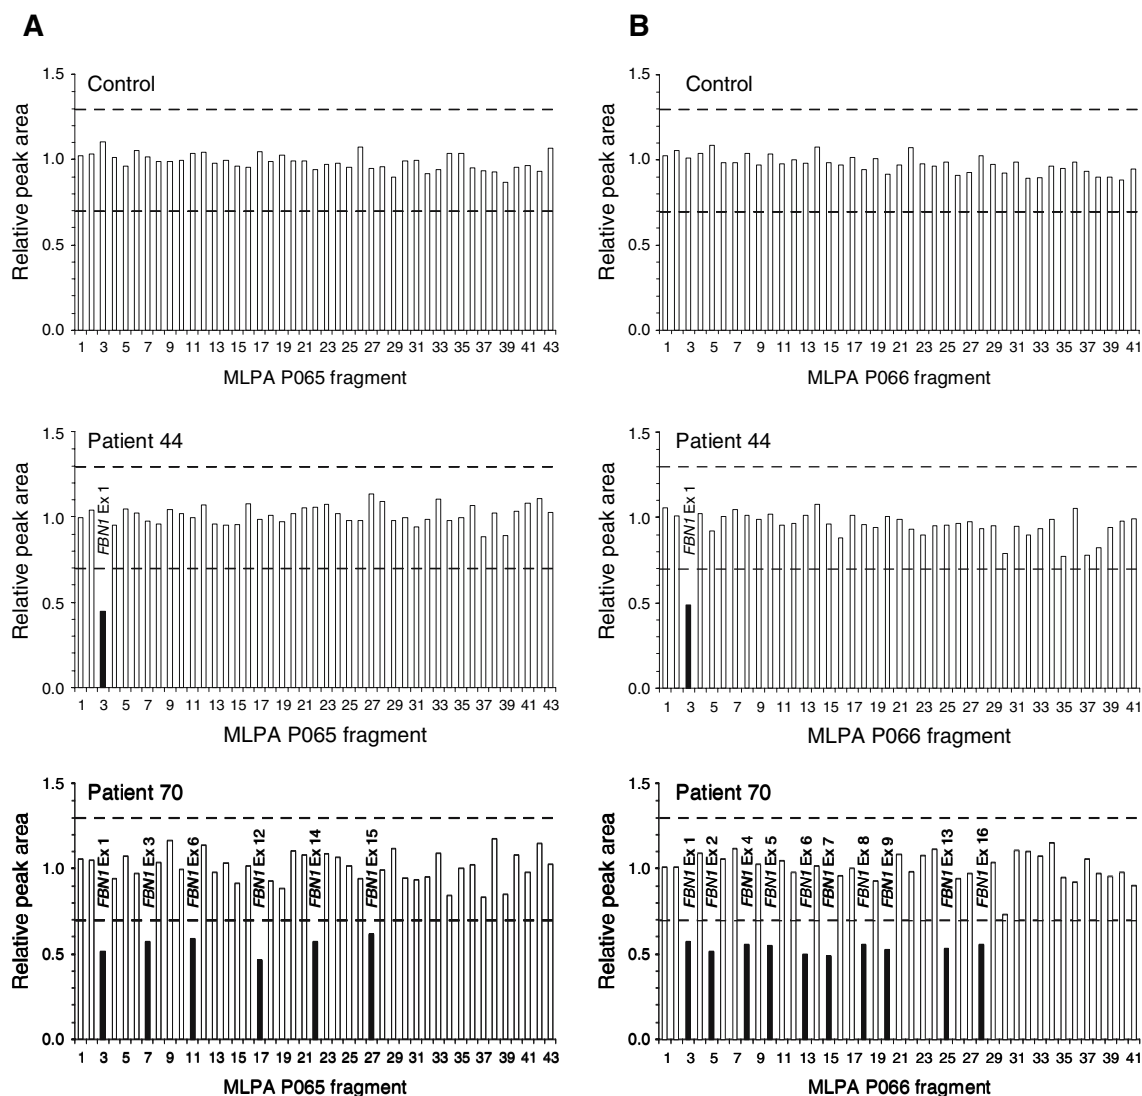 A
B
1.5
1.0
0.5
0.0
Relative peak area
Control
1 3 5 7 9 11 13 15 17 19 21 23 25 27 29 31 33 35 37 39 41 43
MLPA P065 fragment
1.5
1.0
0.5
0.0
Relative peak area
Control
1 3 5 7 9 11 13 15 17 19 21 23 25 27 29 31 33 35 37 39 41
MLPA P066 fragment
1.5
1.0
0.5
0.0
Relative peak area
Patient 44
FBN1 Ex 1
1 3 5 7 9 11 13 15 17 19 21 23 25 27 29 31 33 35 37 39 41 43
MLPA P065 fragment
1.5
1.0
0.5
0.0
Relative peak area
Patient 44
FBN1 Ex 1
1 3 5 7 9 11 13 15 17 19 21 23 25 27 29 31 33 35 37 39 41
MLPA P066 fragment
1.5
1.0
0.5
0.0
Relative peak area
Patient 70
FBN1 Ex 1
FBN1 Ex 3
FBN1 Ex 6
FBN1 Ex 12
FBN1 Ex 14
FBN1 Ex 15
1 3 5 7 9 11 13 15 17 19 21 23 25 27 29 31 33 35 37 39 41 43
MLPA P065 fragment
1.5
1.0
0.5
0.0
Relative peak area
Patient 70
FBN1 Ex 1
FBN1 Ex 2
FBN1 Ex 4
FBN1 Ex 5
FBN1 Ex 6
FBN1 Ex 7
FBN1 Ex 8
FBN1 Ex 9
FBN1 Ex 13
FBN1 Ex 16
1 3 5 7 9 11 13 15 17 19 21 23 25 27 29 31 33 35 37 39 41
MLPA P066 fragment